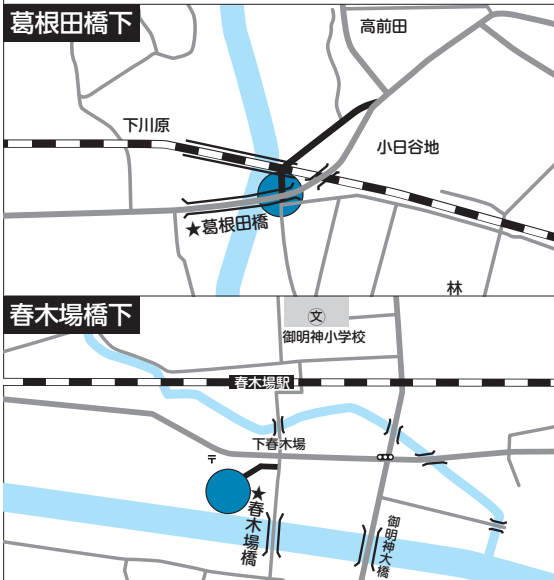 葛根田橋下
高前田
下川原
小日谷地
★葛根田橋
林
春木場橋下
文
御明神小学校
春木場駅
下春木場
〒
★春木場橋
御明神大橋